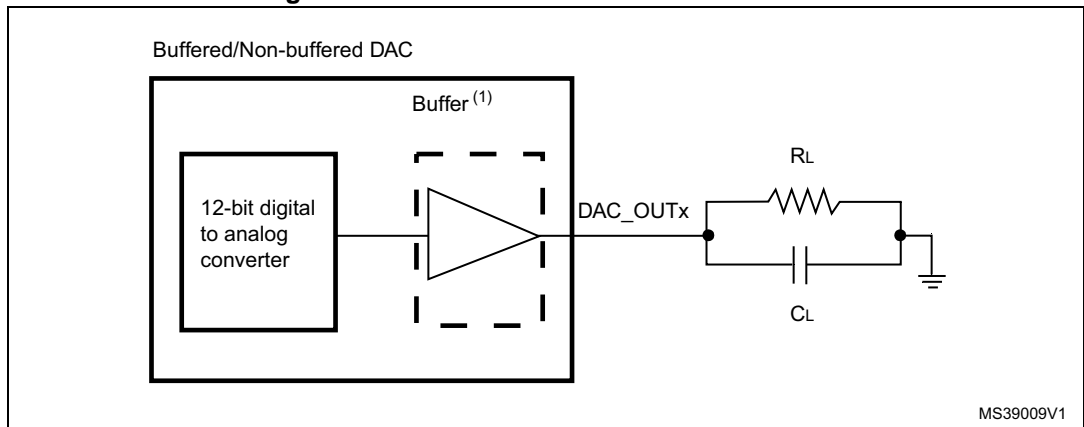 Buffered/Non-buffered DAC
Buffer (1)
12-bit digital
to analog
converter
DAC_OUTx
RL
CL
MS39009V1